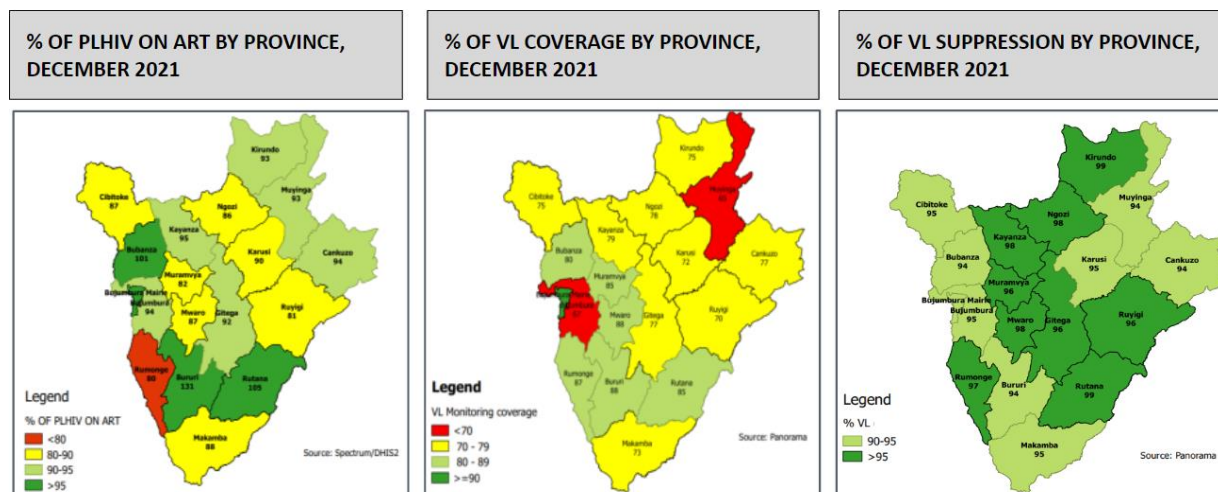 % OF PLHIV ON ART BY PROVINCE,
DECEMBER 2021
Kirundo
93
Cibitoke
87
Ngozi
86
Muyinga
93
Kayanza
95
Bubanza
101
Karusi
90
Cankuzo
94
Muramvya
82
Bujumbura Mairie
Bujumbura
94
Mwaro
87
Gitega
92
Ruyigi
81
Rumonge
80
Bururi
131
Rutana
105
Makamba
88
Legend
% OF PLHIV ON ART
<80
80-90
90-95
>95
Source: Spectrum/DHIS2
% OF VL COVERAGE BY PROVINCE,
DECEMBER 2021
Kirundo
75
Cibitoke
75
Ngozi
78
Muyinga
Kayanza
79
Bubanza
80
Karusi
72
Cankuzo
77
Muramvya
85
Mwaro
88
Gitega
77
Ruyigi
70
Rumonge
87
Bururi
88
Rutana
85
Makamba
73
Legend
VL Monitoring coverage
<70
70 - 79
80 - 89
>=90
Source: Panorama
% OF VL SUPPRESSION BY PROVINCE,
DECEMBER 2021
Kirundo
99
Cibitoke
95
Ngozi
98
Muyinga
94
Kayanza
98
Bubanza
94
Karusi
95
Cankuzo
94
Muramvya
96
Bujumbura Mairie
Bujumbura
95
Mwaro
98
Gitega
96
Ruyigi
96
Rumonge
97
Bururi
94
Rutana
99
Makamba
95
Legend
% VL
90-95
>95
Source: Panorama